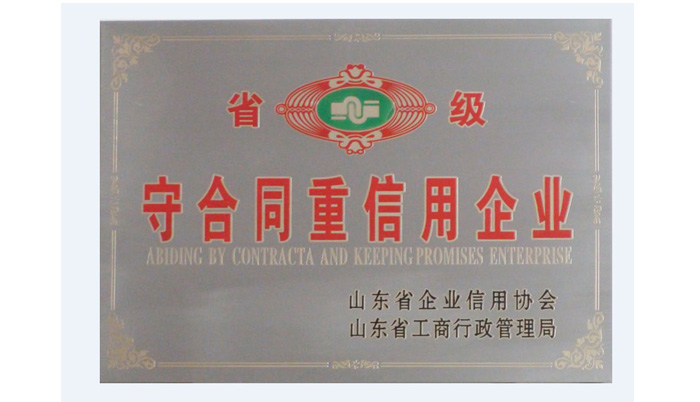 省 级
守合同重信用企业
ABIDING BY CONTRACTA AND KEEPING PROMISES ENTERPRISE
山东省企业信用协会
山东省工商行政管理局